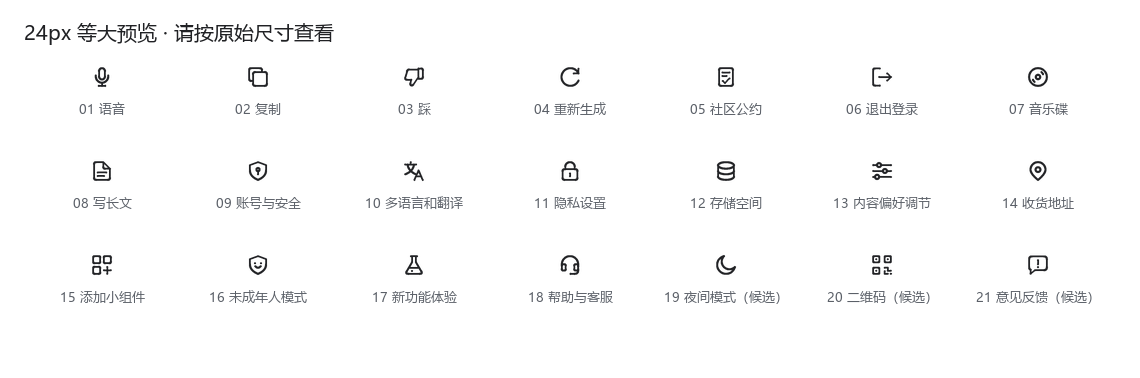 24px 等大预览 · 请按原始尺寸查看
01 语音
02 复制
03 踩
04 重新生成
05 社区公约
06 退出登录
07 音乐碟
08 写长文
09 账号与安全
10 多语言和翻译
11 隐私设置
12 存储空间
13 内容偏好调节
14 收货地址
15 添加小组件
16 未成年人模式
17 新功能体验
18 帮助与客服
19 夜间模式（候选）
20 二维码（候选）
21 意见反馈（候选）